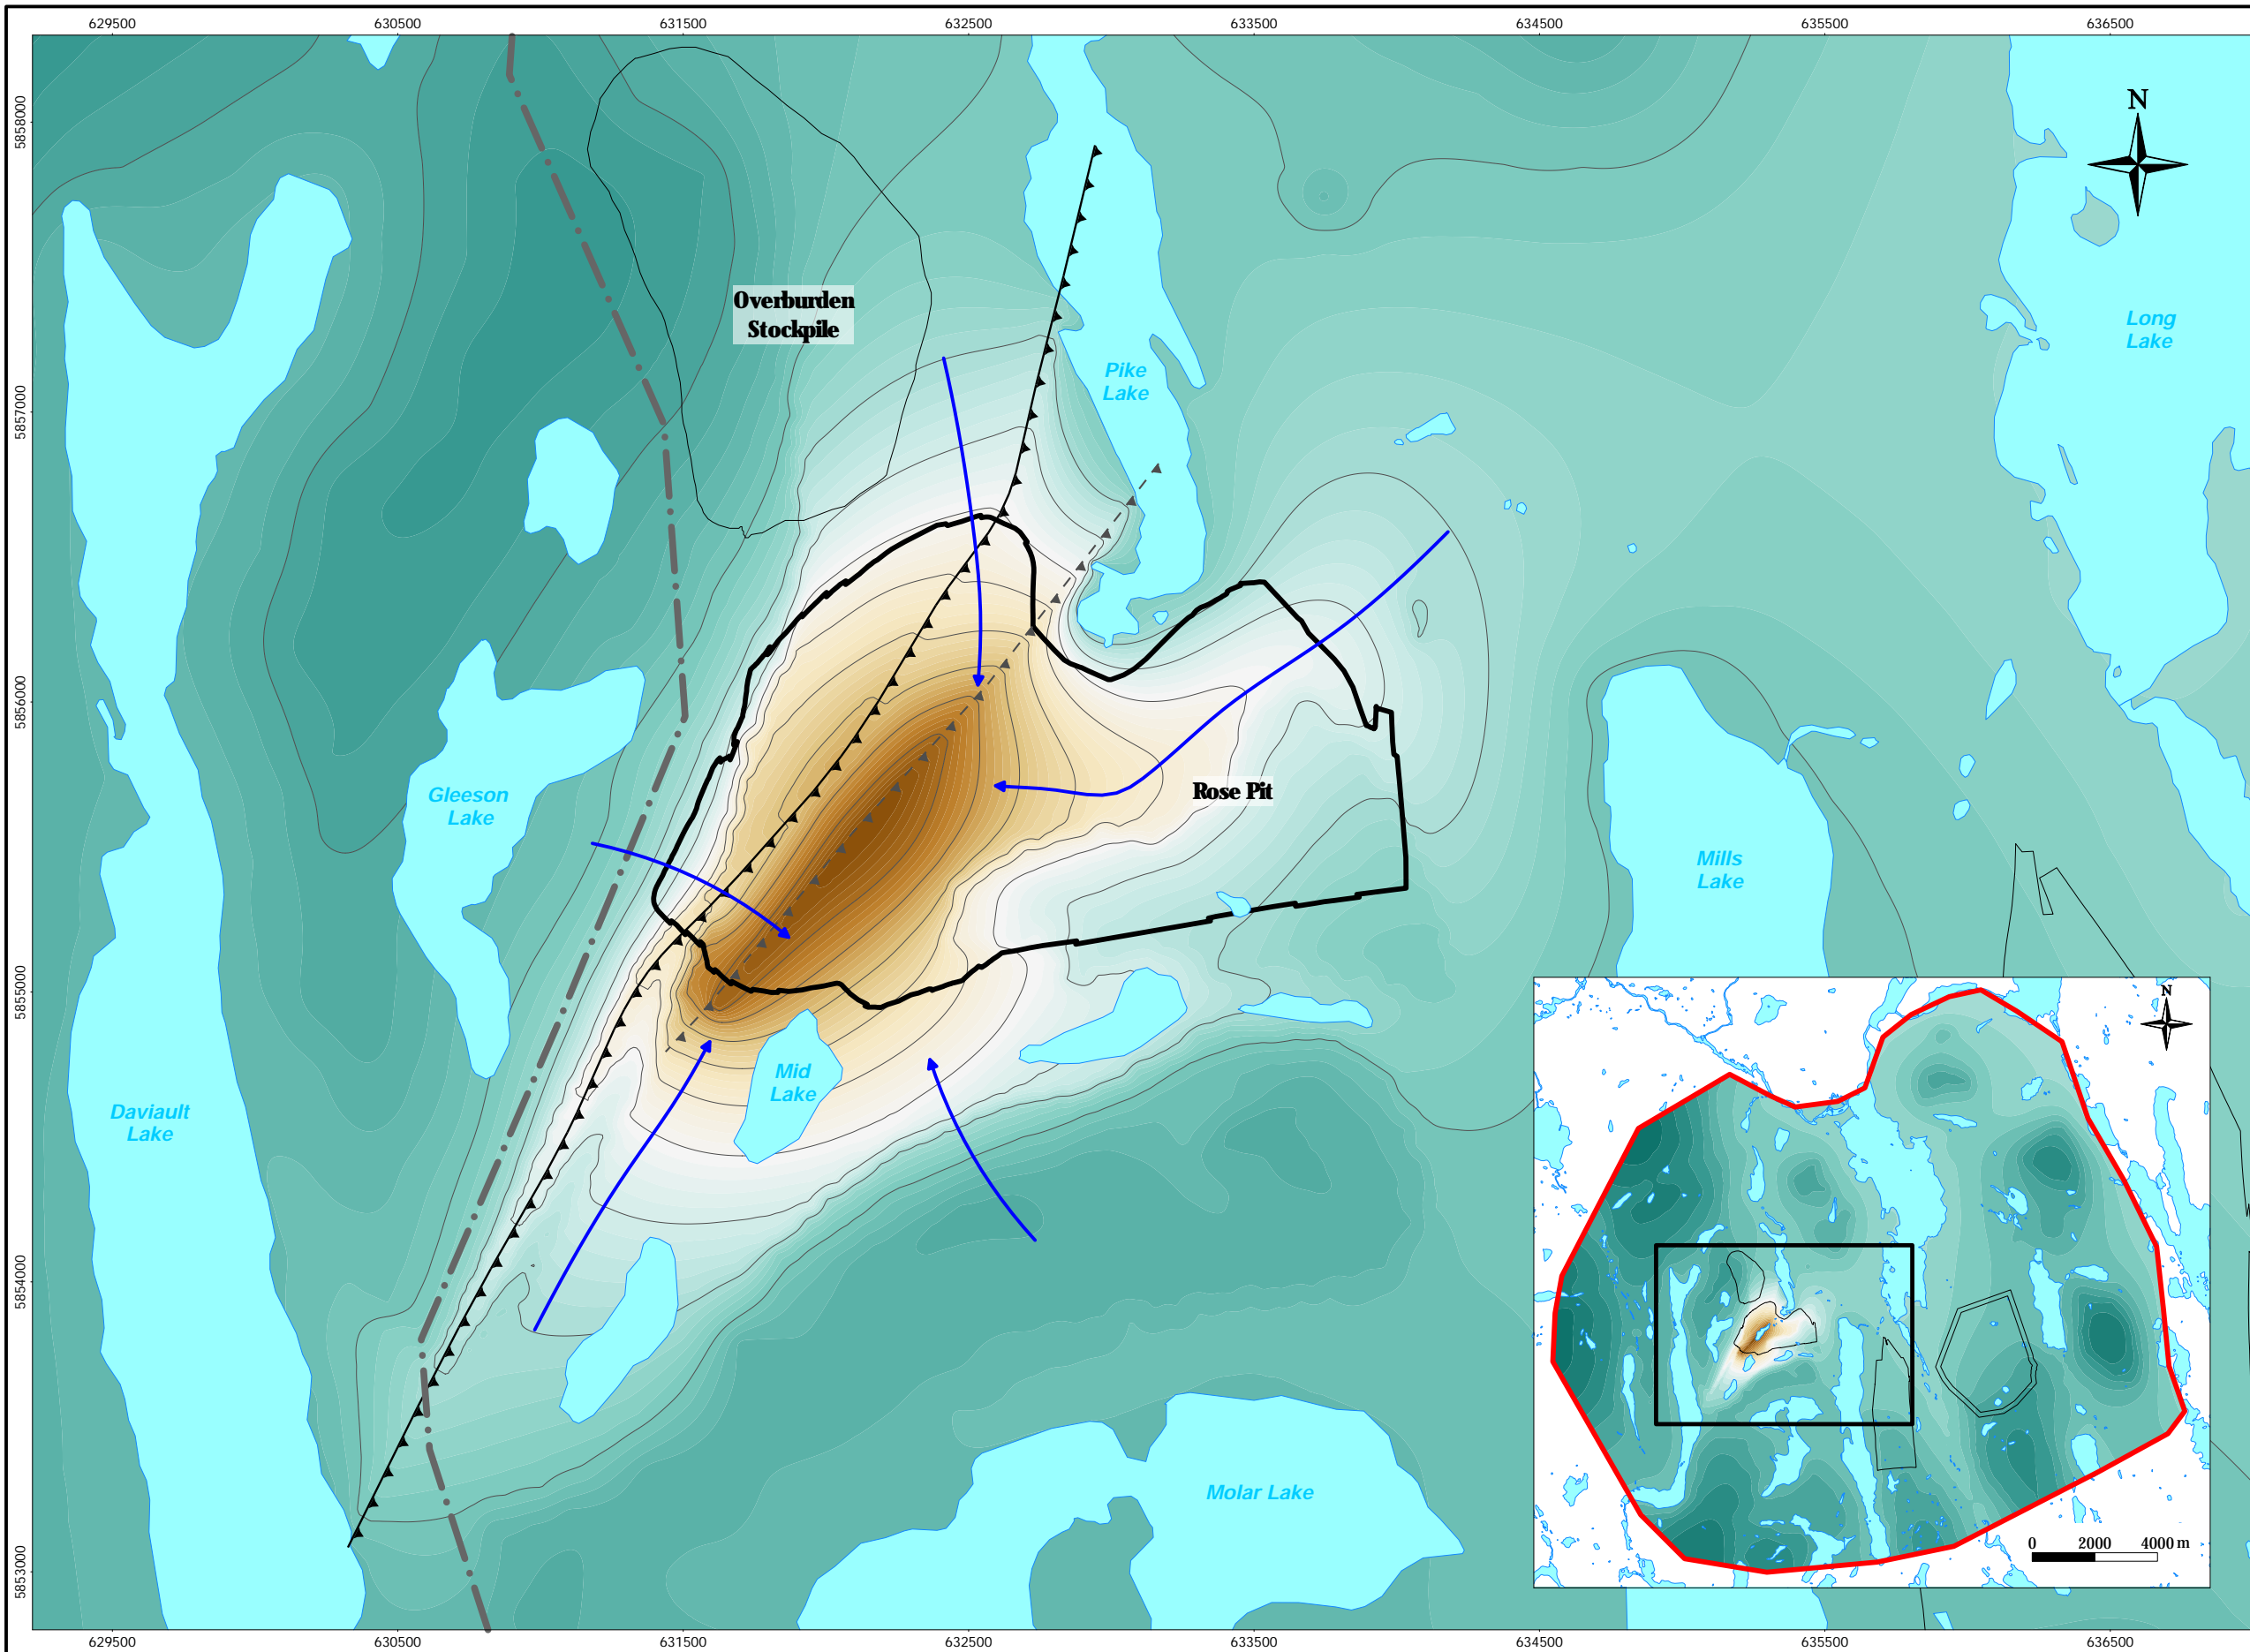 629500 630500 631500 632500 633500 634500 635500 636500
5858000
N
Overburden
Stockpile
Long
Lake
Pike
Lake
5857000
5856000
Rose Pit
Gleeson
Lake
Mills
Lake
5855000
N
Mid
Lake
Daviault
Lake
5854000
Molar Lake
0 2000 4000 m
5853000
629500 630500 631500 632500 633500 634500 635500 636500